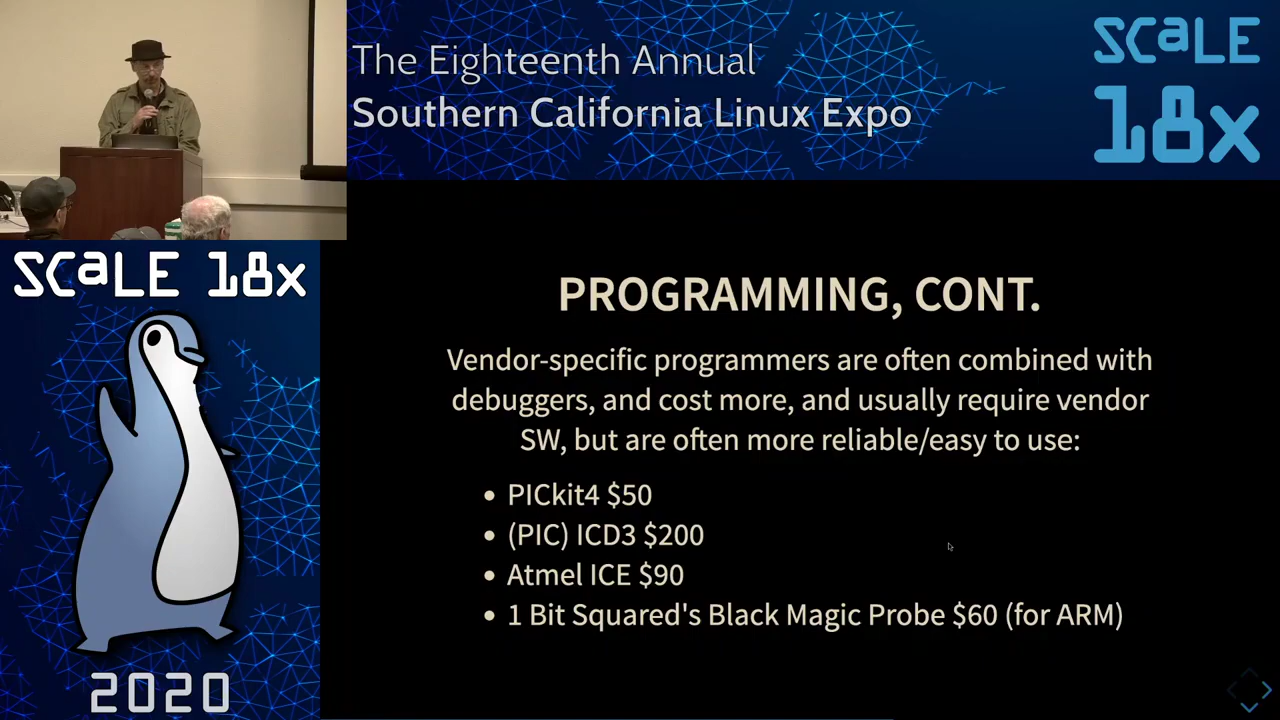 The Eighteenth Annual
Southern California Linux Expo
SCaLE
18x
SCaLE 18x
2020
PROGRAMMING, CONT.
Vendor-specific programmers are often combined with
debuggers, and cost more, and usually require vendor
SW, but are often more reliable/easy to use:
• PICkit4 $50
• (PIC) ICD3 $200
• Atmel ICE $90
• 1 Bit Squared's Black Magic Probe $60 (for ARM)